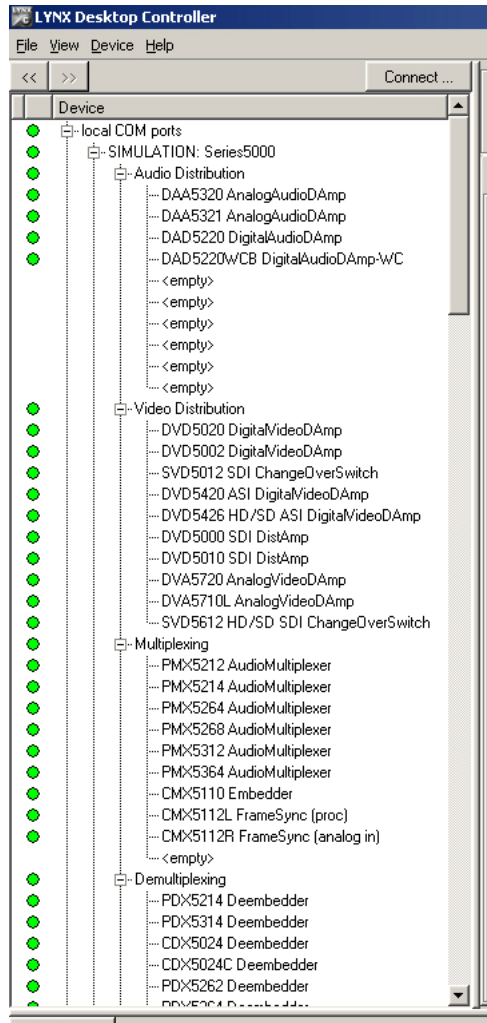 LYNX Desktop Controller
File View Device Help
<< >> Connect ...
Device
local COM ports
SIMULATION: Series5000
Audio Distribution
DAA5320 AnalogAudioDAmp
DAA5321 AnalogAudioDAmp
DAD5220 DigitalAudioDAmp
DAD5220WCB DigitalAudioDAmp-WC
<empty>
<empty>
<empty>
<empty>
<empty>
<empty>
Video Distribution
DVD5020 DigitalVideoDAmp
DVD5002 DigitalVideoDAmp
SVD5012 SDI ChangeOverSwitch
DVD5420 ASI DigitalVideoDAmp
DVD5426 HD/SD ASI DigitalVideoDAmp
DVD5000 SDI DistAmp
DVD5010 SDI DistAmp
DVA5720 AnalogVideoDAmp
DVA5710L AnalogVideoDAmp
SVD5612 HD/SD SDI ChangeOverSwitch
Multiplexing
PMX5212 AudioMultiplexer
PMX5214 AudioMultiplexer
PMX5264 AudioMultiplexer
PMX5268 AudioMultiplexer
PMX5312 AudioMultiplexer
PMX5364 AudioMultiplexer
CMX5110 Embedder
CMX5112L FrameSync (proc)
CMX5112R FrameSync (analog in)
<empty>
Demultiplexing
PDX5214 Deembedder
PDX5314 Deembedder
CDX5024 Deembedder
CDX5024C Deembedder
PDX5262 Deembedder